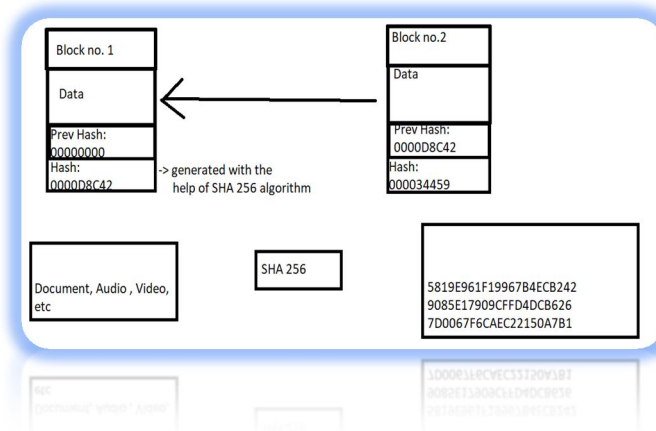 Block no. 1
Data
Prev Hash:
00000000
Hash:
0000D8C42
-> generated with the
help of SHA 256 algorithm
Block no.2
Data
Prev Hash:
0000D8C42
Hash:
000034459
Document, Audio , Video,
etc
SHA 256
5819E961F19967B4ECB242
9085E17909CFFD4DCB626
7D0067F6CAEC22150A7B1